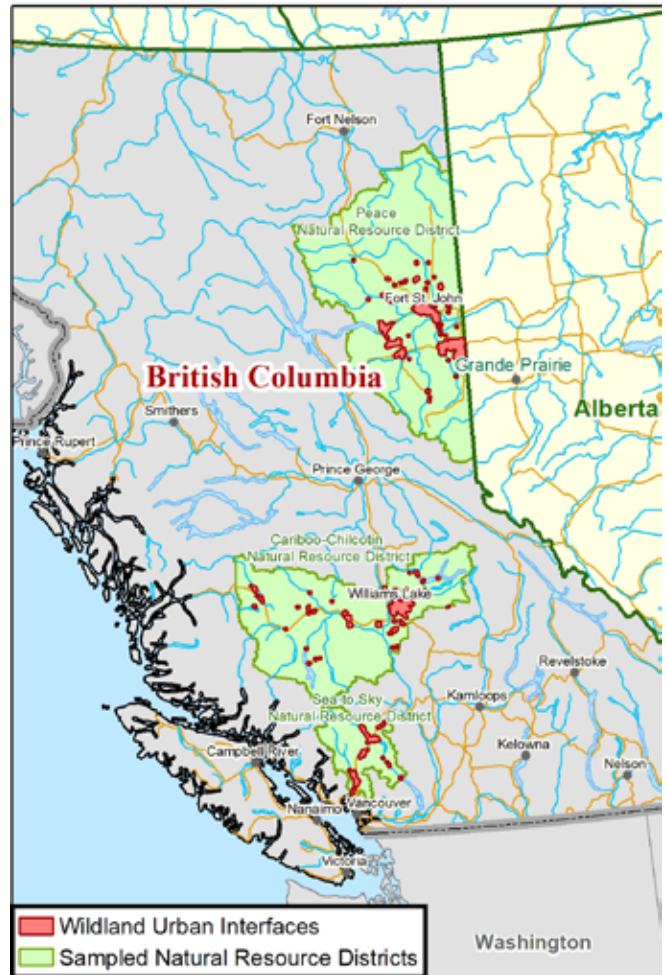 Fort Nelson
Peace
Natural Resource District
Fort St. John
British Columbia
Grande Prairie
Smithers
Alberta
Prince Rupert
Prince George
Cariboo-Chilcotin
Natural Resource District
Williams Lake
Revelstoke
Sea to Sky
Natural Resource District
Kamloops
Campbell River
Kelowna
Nelson
Nanaimo
Vancouver
Victoria
Wildland Urban Interfaces
Sampled Natural Resource Districts
Washington